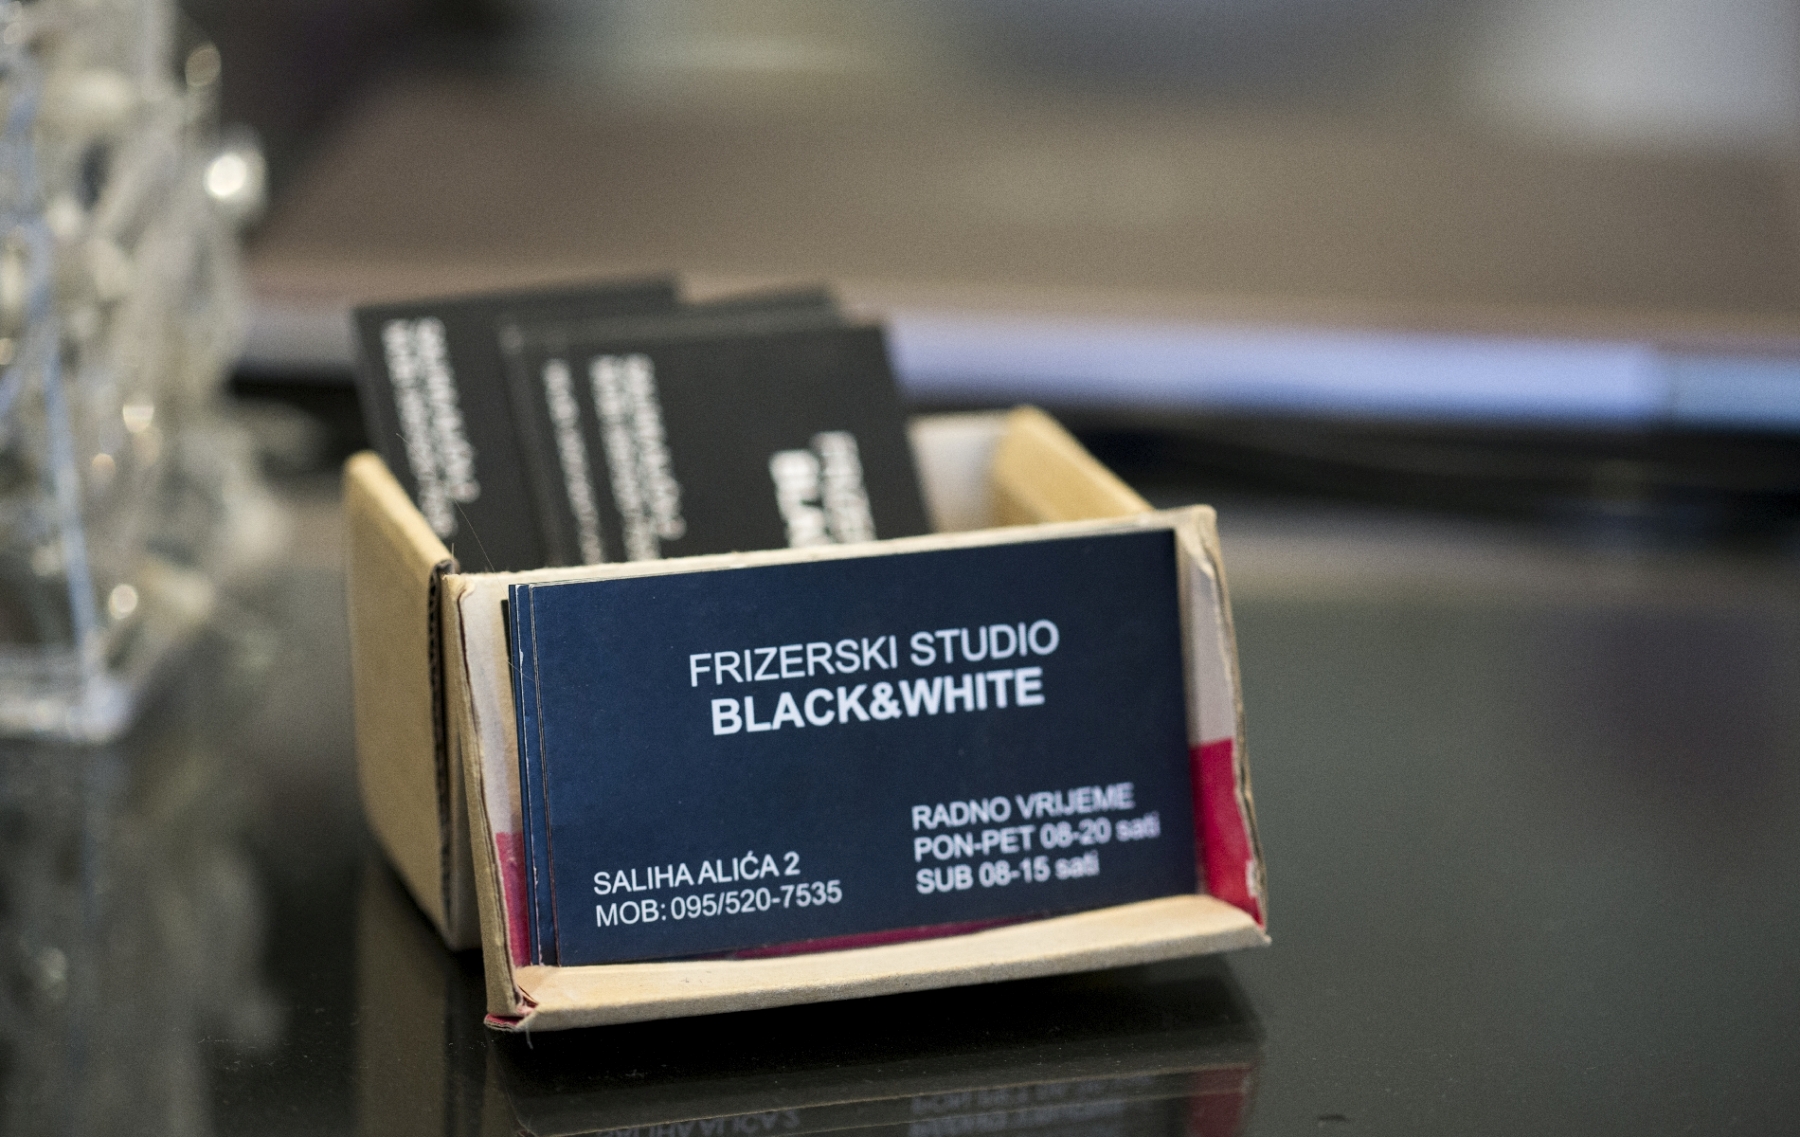 FRIZERSKI STUDIO
BLACK&WHITE
SALIHA ALIĆA 2
MOB: 095/520-7535
RADNO VRIJEME
PON-PET 08-20 sati
SUB 08-15 sati